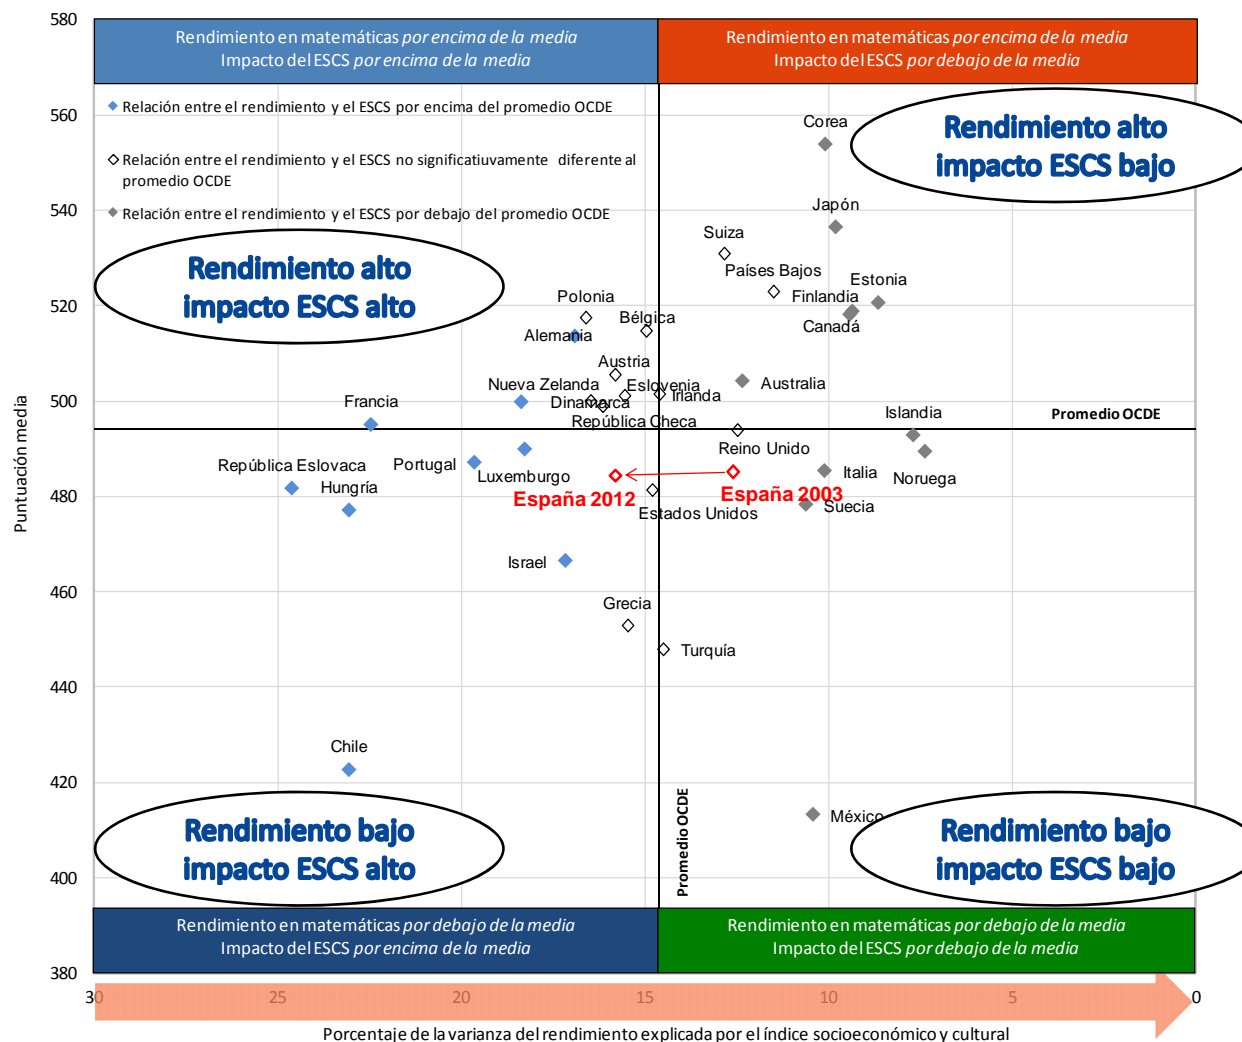 580
560
540
520
500
480
460
440
420
400
380
Puntuación media
Rendimiento en matemáticas por encima de la media
Impacto del ESCS por encima de la media
Rendimiento en matemáticas por encima de la media
Impacto del ESCS por debajo de la media
Relación entre el rendimiento y el ESCS por encima del promedio OCDE
Relación entre el rendimiento y el ESCS no significatiuvamente diferente al
promedio OCDE
Relación entre el rendimiento y el ESCS por debajo del promedio OCDE
Rendimiento alto
impacto ESCS bajo
Rendimiento alto
impacto ESCS alto
Corea
Japón
Suiza
Países Bajos
Estonia
Finlandia
Canadá
Polonia
Bélgica
Alemania
Austria
Nueva Zelanda
Eslovenia
Irlanda
Australia
Francia
Dinamarca
República Checa
Islandia
Promedio OCDE
Reino Unido
República Eslovaca
Portugal
Luxemburgo
Italia
Noruega
Hungría
España 2012
España 2003
Estados Unidos
Suecia
Israel
Grecia
Turquía
Chile
México
Promedio OCDE
Rendimiento bajo
impacto ESCS alto
Rendimiento bajo
impacto ESCS bajo
Rendimiento en matemáticas por debajo de la media
Impacto del ESCS por encima de la media
Rendimiento en matemáticas por debajo de la media
Impacto del ESCS por debajo de la media
30
25
20
15
10
5
0
Porcentaje de la varianza del rendimiento explicada por el índice socioeconómico y cultural